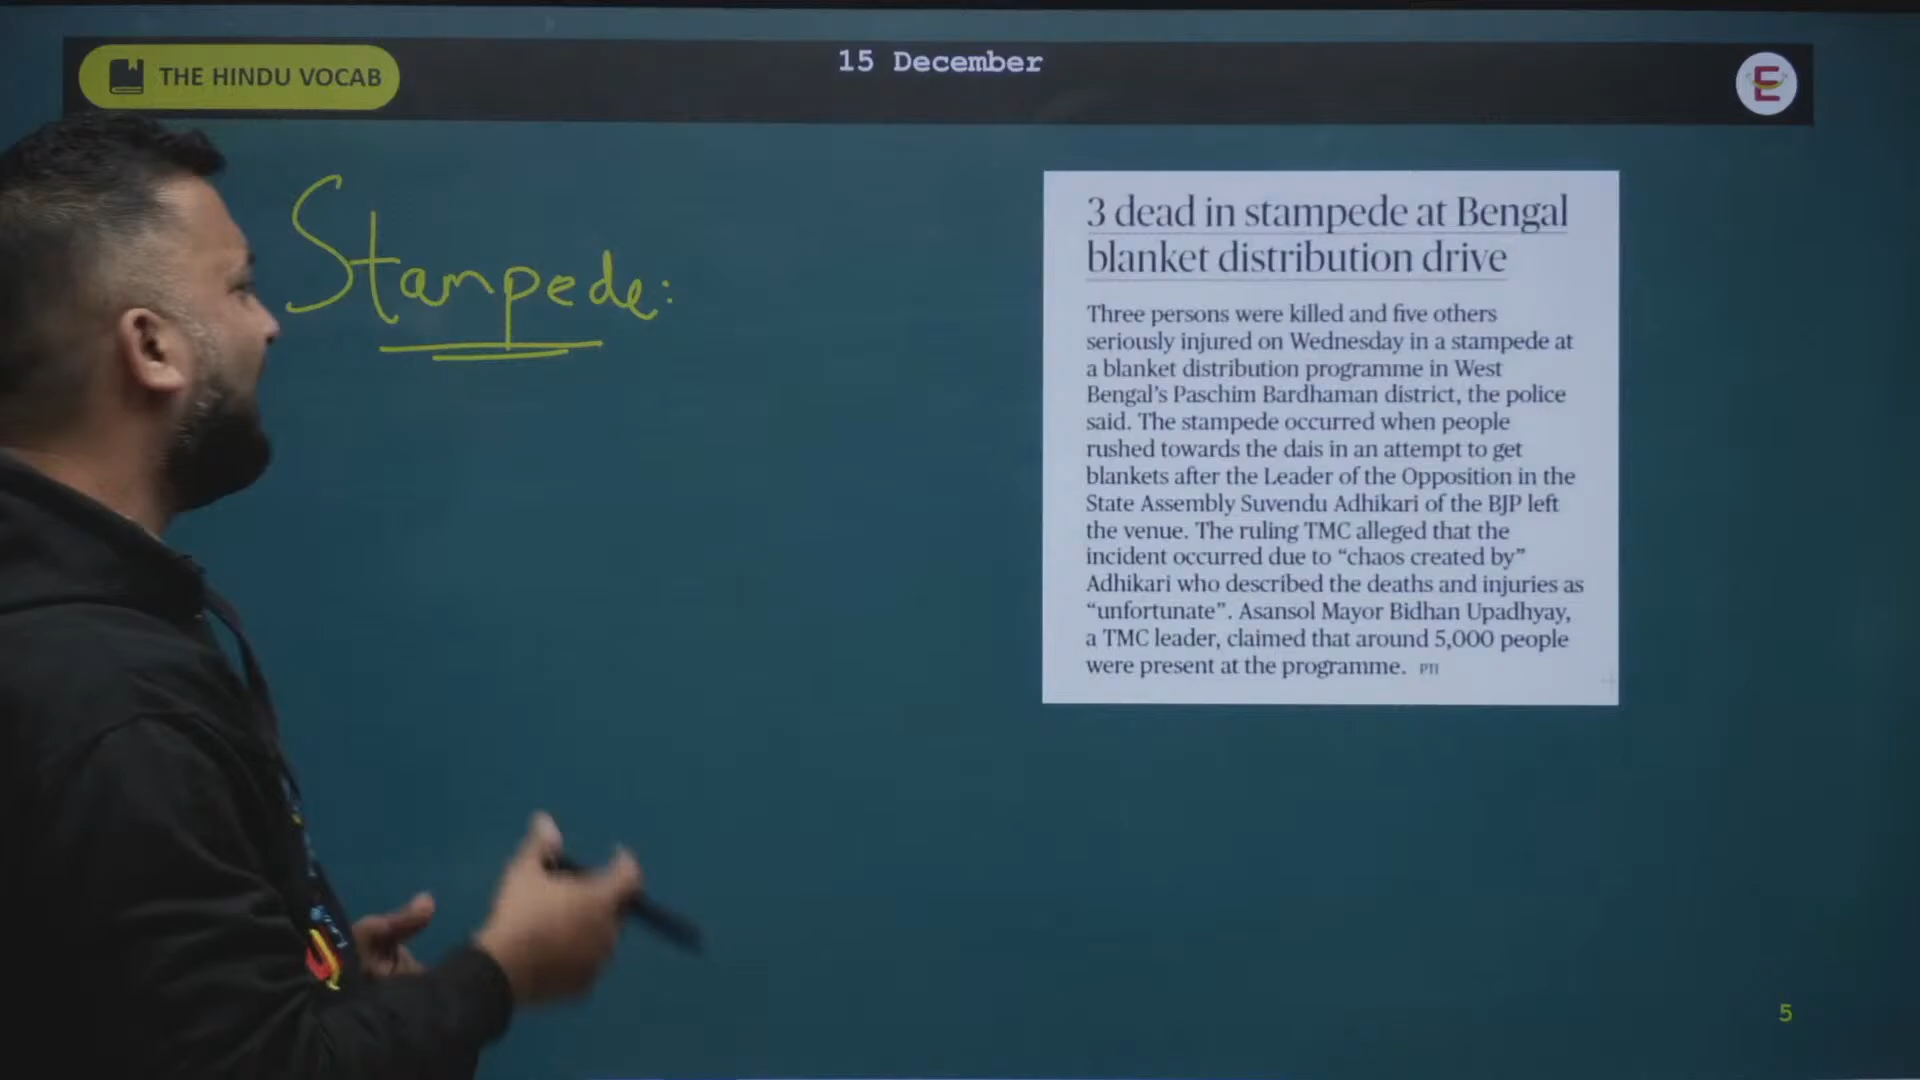 THE HINDU VOCAB
15 December
E
Stampede:
3 dead in stampede at Bengal
blanket distribution drive
Three persons were killed and five others
seriously injured on Wednesday in a stampede at
a blanket distribution programme in West
Bengal’s Paschim Bardhaman district, the police
said. The stampede occurred when people
rushed towards the dais in an attempt to get
blankets after the Leader of the Opposition in the
State Assembly Suvendu Adhikari of the BJP left
the venue. The ruling TMC alleged that the
incident occurred due to “chaos created by”
Adhikari who described the deaths and injuries as
“unfortunate”. Asansol Mayor Bidhan Upadhyay,
a TMC leader, claimed that around 5,000 people
were present at the programme. PTI
5